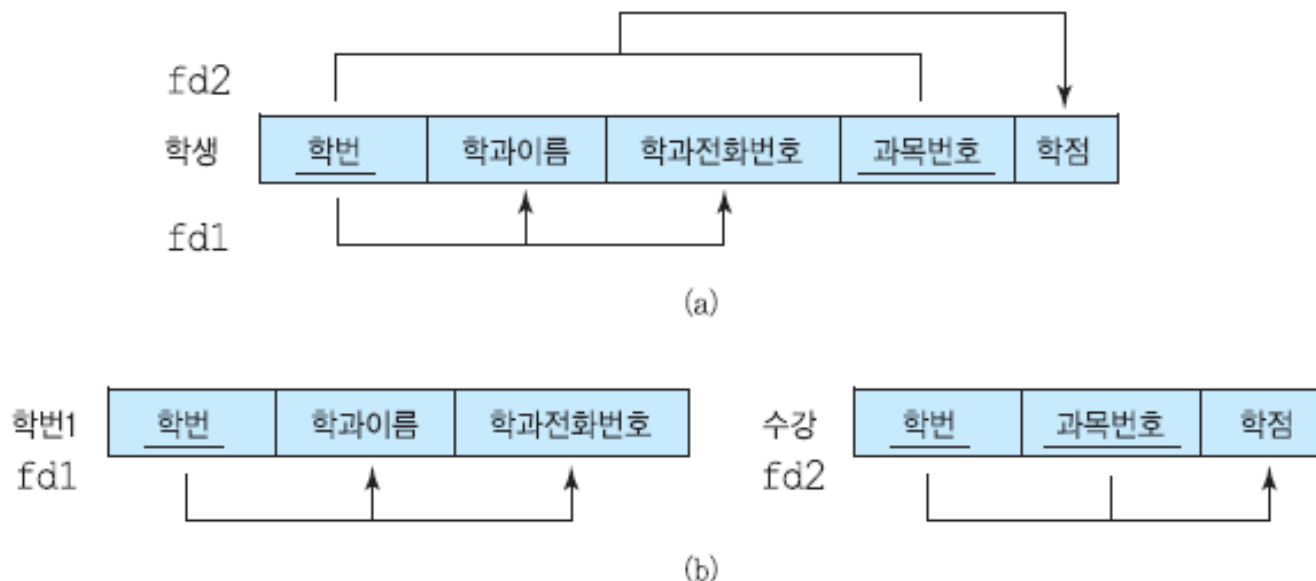 fd2
학생 학번 학과이름 학과전화번호 과목번호 학점
fd1
(a)
학번1 학번 학과이름 학과전화번호
fd1
수강 학번 과목번호 학점
fd2
(b)